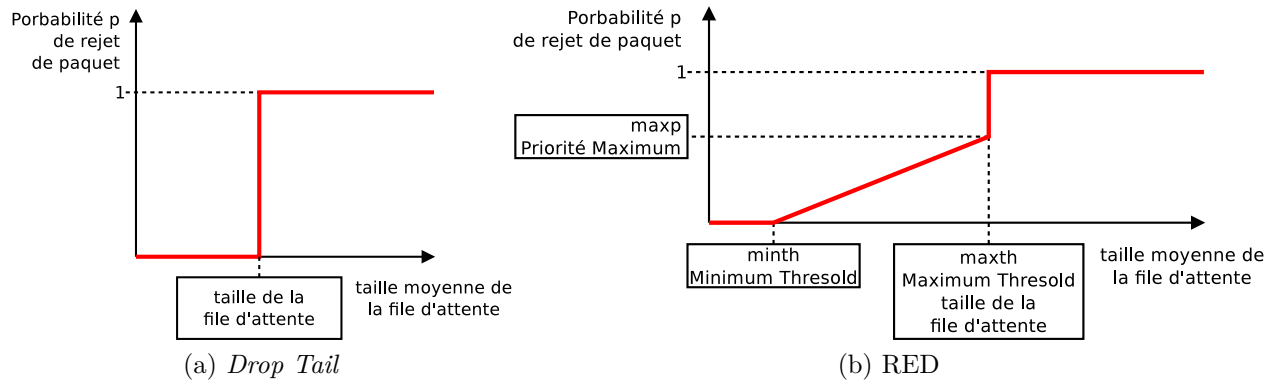 Porbabilité p
de rejet
de paquet
1
taille de la
file d'attente
taille moyenne de
la file d'attente
(a) Drop Tail
Porbabilité p
de rejet de paquet
1
maxp
Priorité Maximum
minth
Minimum Thresold
maxth
Maximum Thresold
taille de la
file d'attente
taille moyenne de
la file d'attente
(b) RED